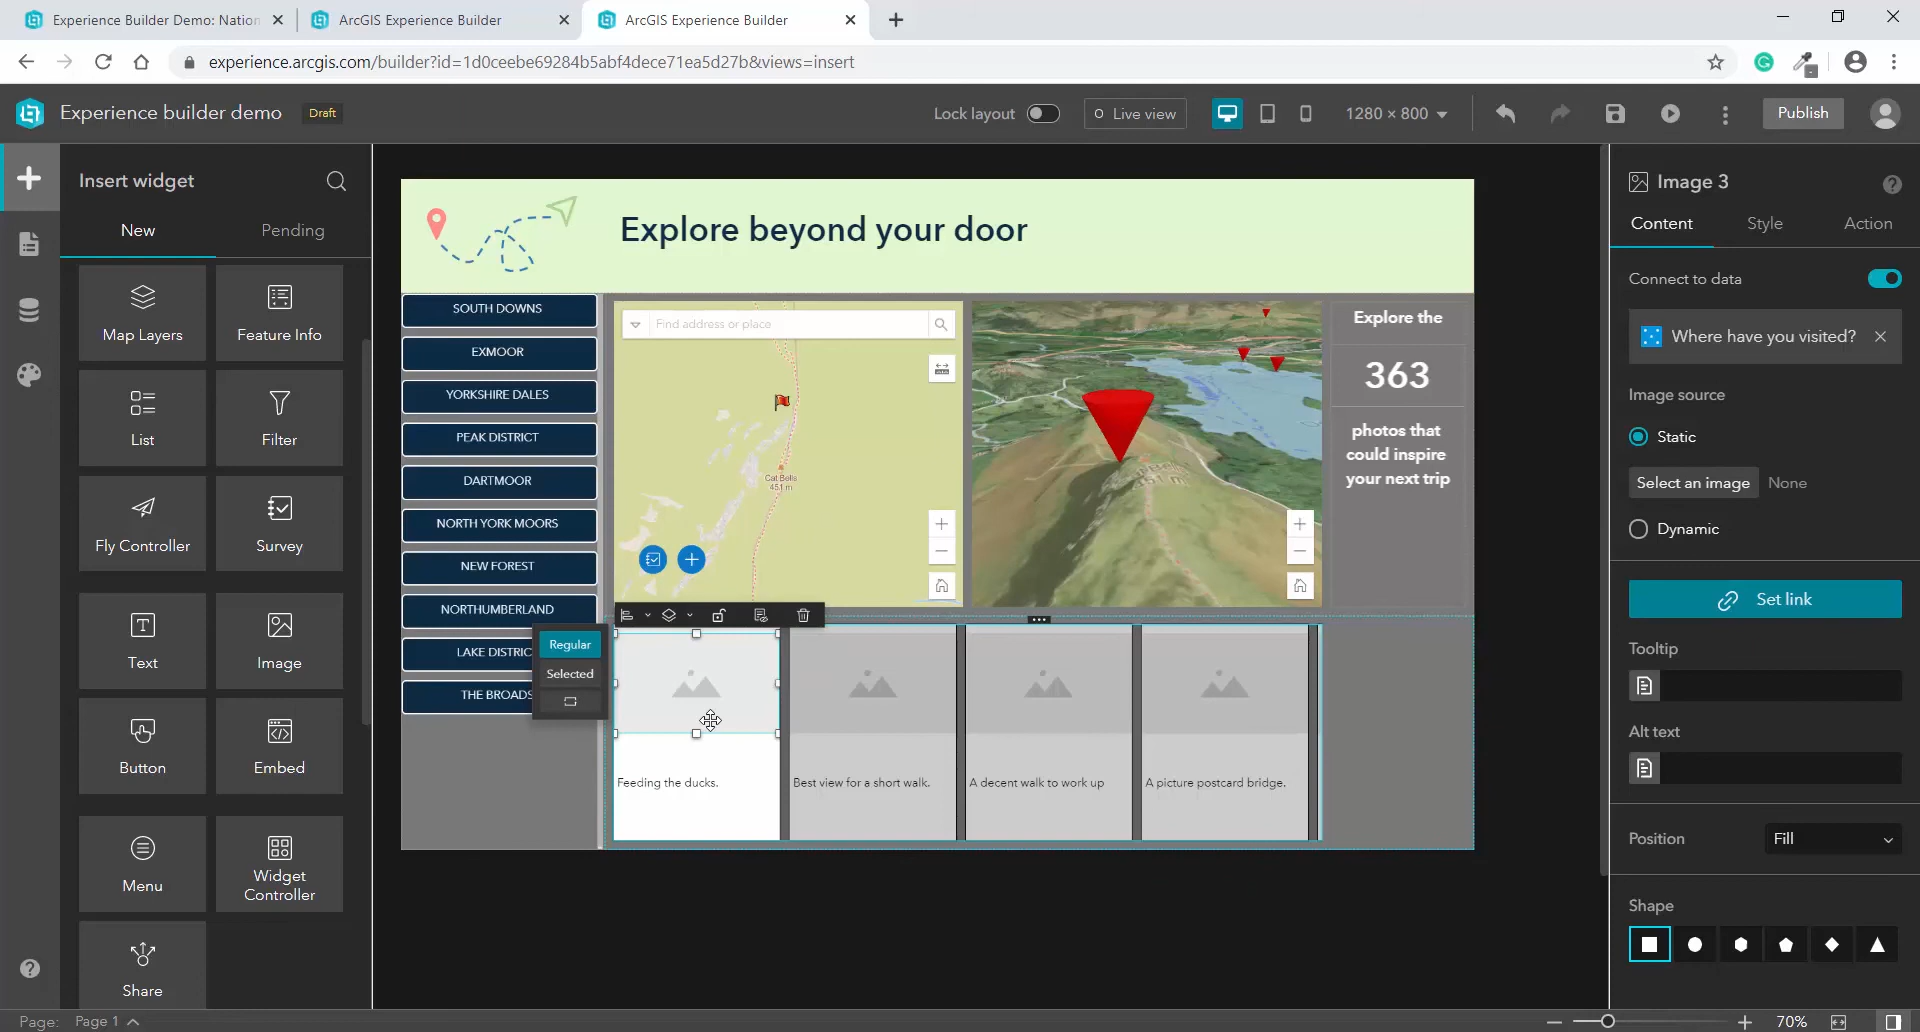 Experience Builder Demo: Nation
ArcGIS Experience Builder
ArcGIS Experience Builder
experience.arcgis.com/builder?id=1d0ceebe69284b5abf4dece71ea5d27b&views=insert
Experience builder demo
Draft
Lock layout
Live view
1280 × 800
Publish
Insert widget
New
Pending
Map Layers
Feature Info
List
Filter
Fly Controller
Survey
Text
Image
Button
Embed
Menu
Widget
Controller
Share
Explore beyond your door
SOUTH DOWNS
EXMOOR
YORKSHIRE DALES
PEAK DISTRICT
DARTMOOR
NORTH YORK MOORS
NEW FOREST
NORTHUMBERLAND
LAKE DISTRIC
THE BROADS
Find address or place
Cat Bells
451 m
Explore the
363
photos that
could inspire
your next trip
Regular
Selected
Feeding the ducks.
Best view for a short walk.
A decent walk to work up
A picture postcard bridge.
Image 3
Content
Style
Action
Connect to data
Where have you visited?
Image source
Static
Select an image
None
Dynamic
Set link
Tooltip
Alt text
Position
Fill
Shape
Page:
Page 1
70%